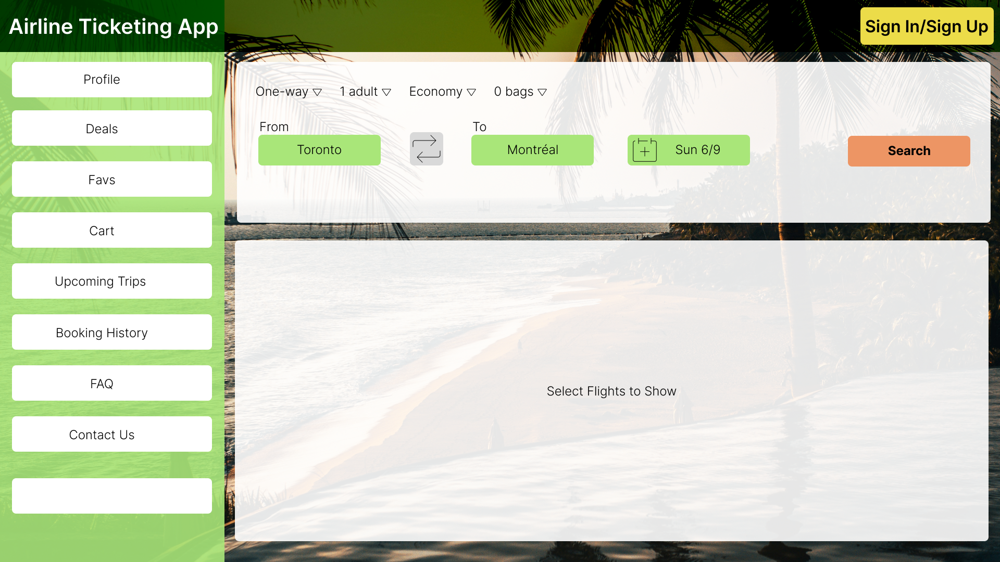 Airline Ticketing App
Sign In/Sign Up
Profile
Deals
Favs
Cart
Upcoming Trips
Booking History
FAQ
Contact Us
One-way 1 adult Economy 0 bags
From To
Toronto Montréal Sun 6/9 Search
Select Flights to Show